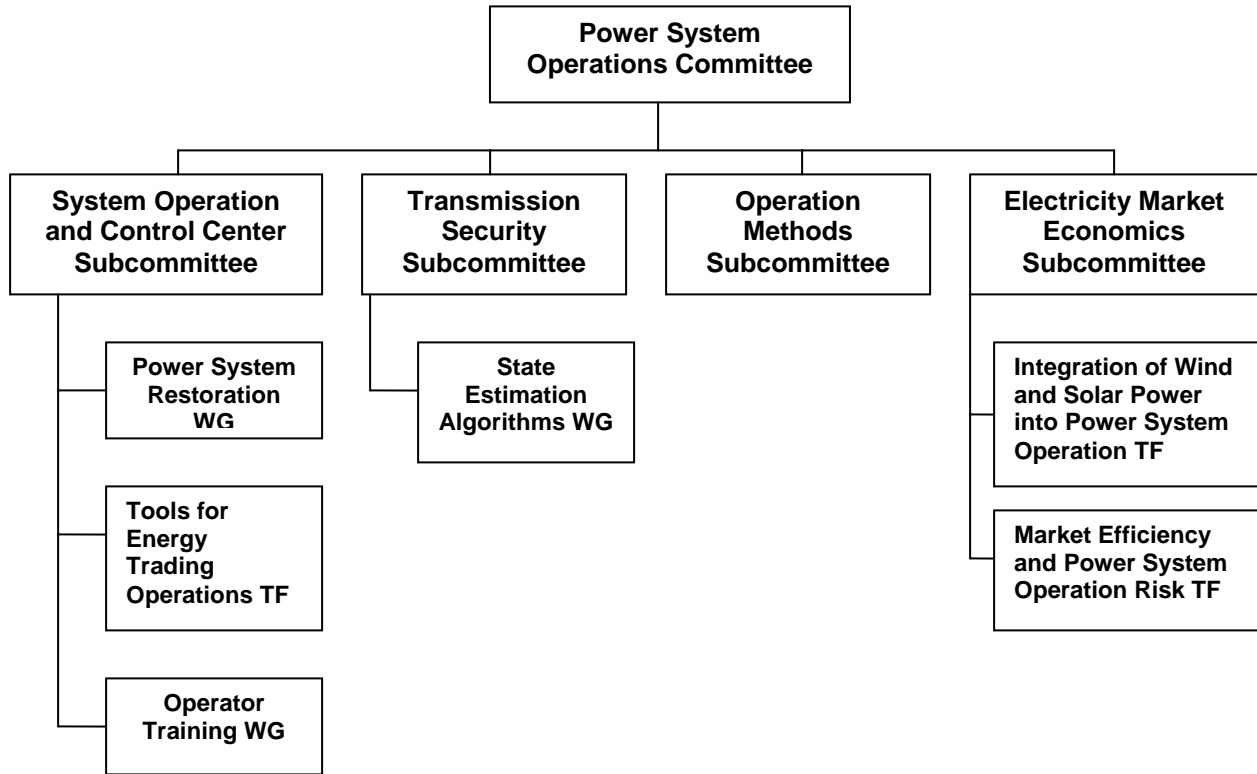 Power System
Operations Committee
System Operation
and Control Center
Subcommittee
Transmission
Security
Subcommittee
Operation
Methods
Subcommittee
Electricity Market
Economics
Subcommittee
Power System
Restoration
WG
Tools for
Energy
Trading
Operations TF
Operator
Training WG
State
Estimation
Algorithms WG
Integration of Wind
and Solar Power
into Power System
Operation TF
Market Efficiency
and Power System
Operation Risk TF